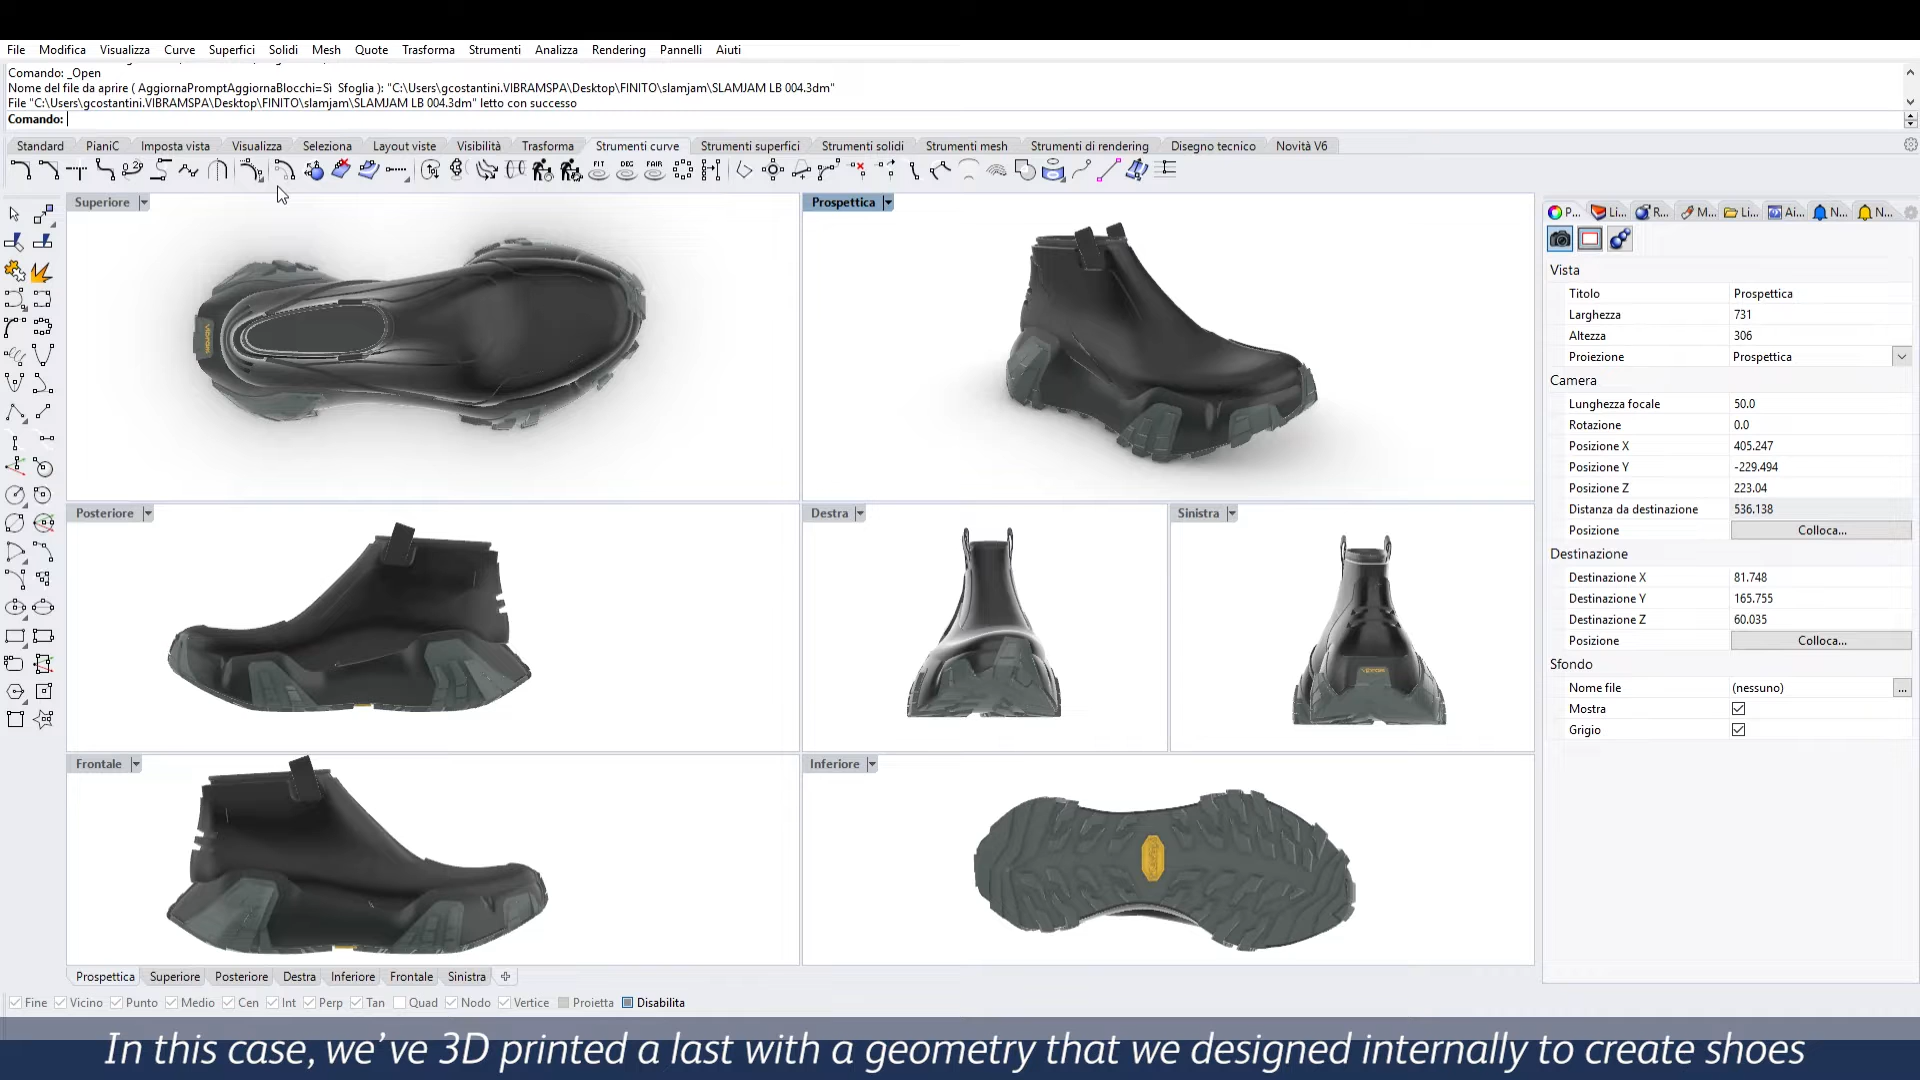 File Modifica Visualizza Curve Superfici Solidi Mesh Quote Trasforma Strumenti Analizza Rendering Pannelli Aiuti
Comando: _Open
Nome del file da aprire ( AggiornaPromptAggiornaBlocchi=Sì Sfoglia ): "C:\Users\gcostantini.VIBRAMSPA\Desktop\FINITO\slamjam\SLAMJAM LB 004.3dm"
File "C:\Users\gcostantini.VIBRAMSPA\Desktop\FINITO\slamjam\SLAMJAM LB 004.3dm" letto con successo
Comando:
Standard PianiC Imposta vista Visualizza Seleziona Layout viste Visibilità Trasforma Strumenti curve Strumenti superfici Strumenti solidi Strumenti mesh Strumenti di rendering Disegno tecnico Novità V6
FIT DEG FAIR
Superiore
Prospettica
P... Li... R... M... Li... Ai... N... N...
Vista
Titolo Prospettica
Larghezza 731
Altezza 306
Proiezione Prospettica
Camera
Lunghezza focale 50.0
Rotazione 0.0
Posizione X 405.247
Posizione Y -229.494
Posizione Z 223.04
Distanza da destinazione 536.138
Posizione Colloca...
Destinazione
Destinazione X 81.748
Destinazione Y 165.755
Destinazione Z 60.035
Posizione Colloca...
Sfondo
Nome file (nessuno) ...
Mostra
Grigio
Posteriore
Destra
Sinistra
Frontale
Inferiore
Prospettica Superiore Posteriore Destra Inferiore Frontale Sinistra
Fine Vicino Punto Medio Cen Int Perp Tan Quad Nodo Vertice Proietta Disabilita
In this case, we've 3D printed a last with a geometry that we designed internally to create shoes